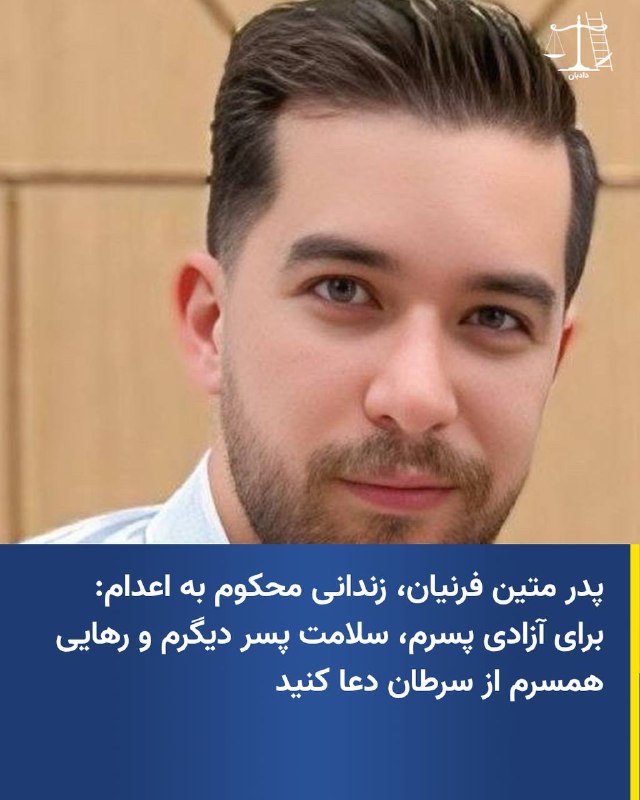 دادبان
پدر متین فرنیان، زندانی محکوم به اعدام:
برای آزادی پسرم، سلامت پسر دیگرم و رهایی
همسرم از سرطان دعا کنید